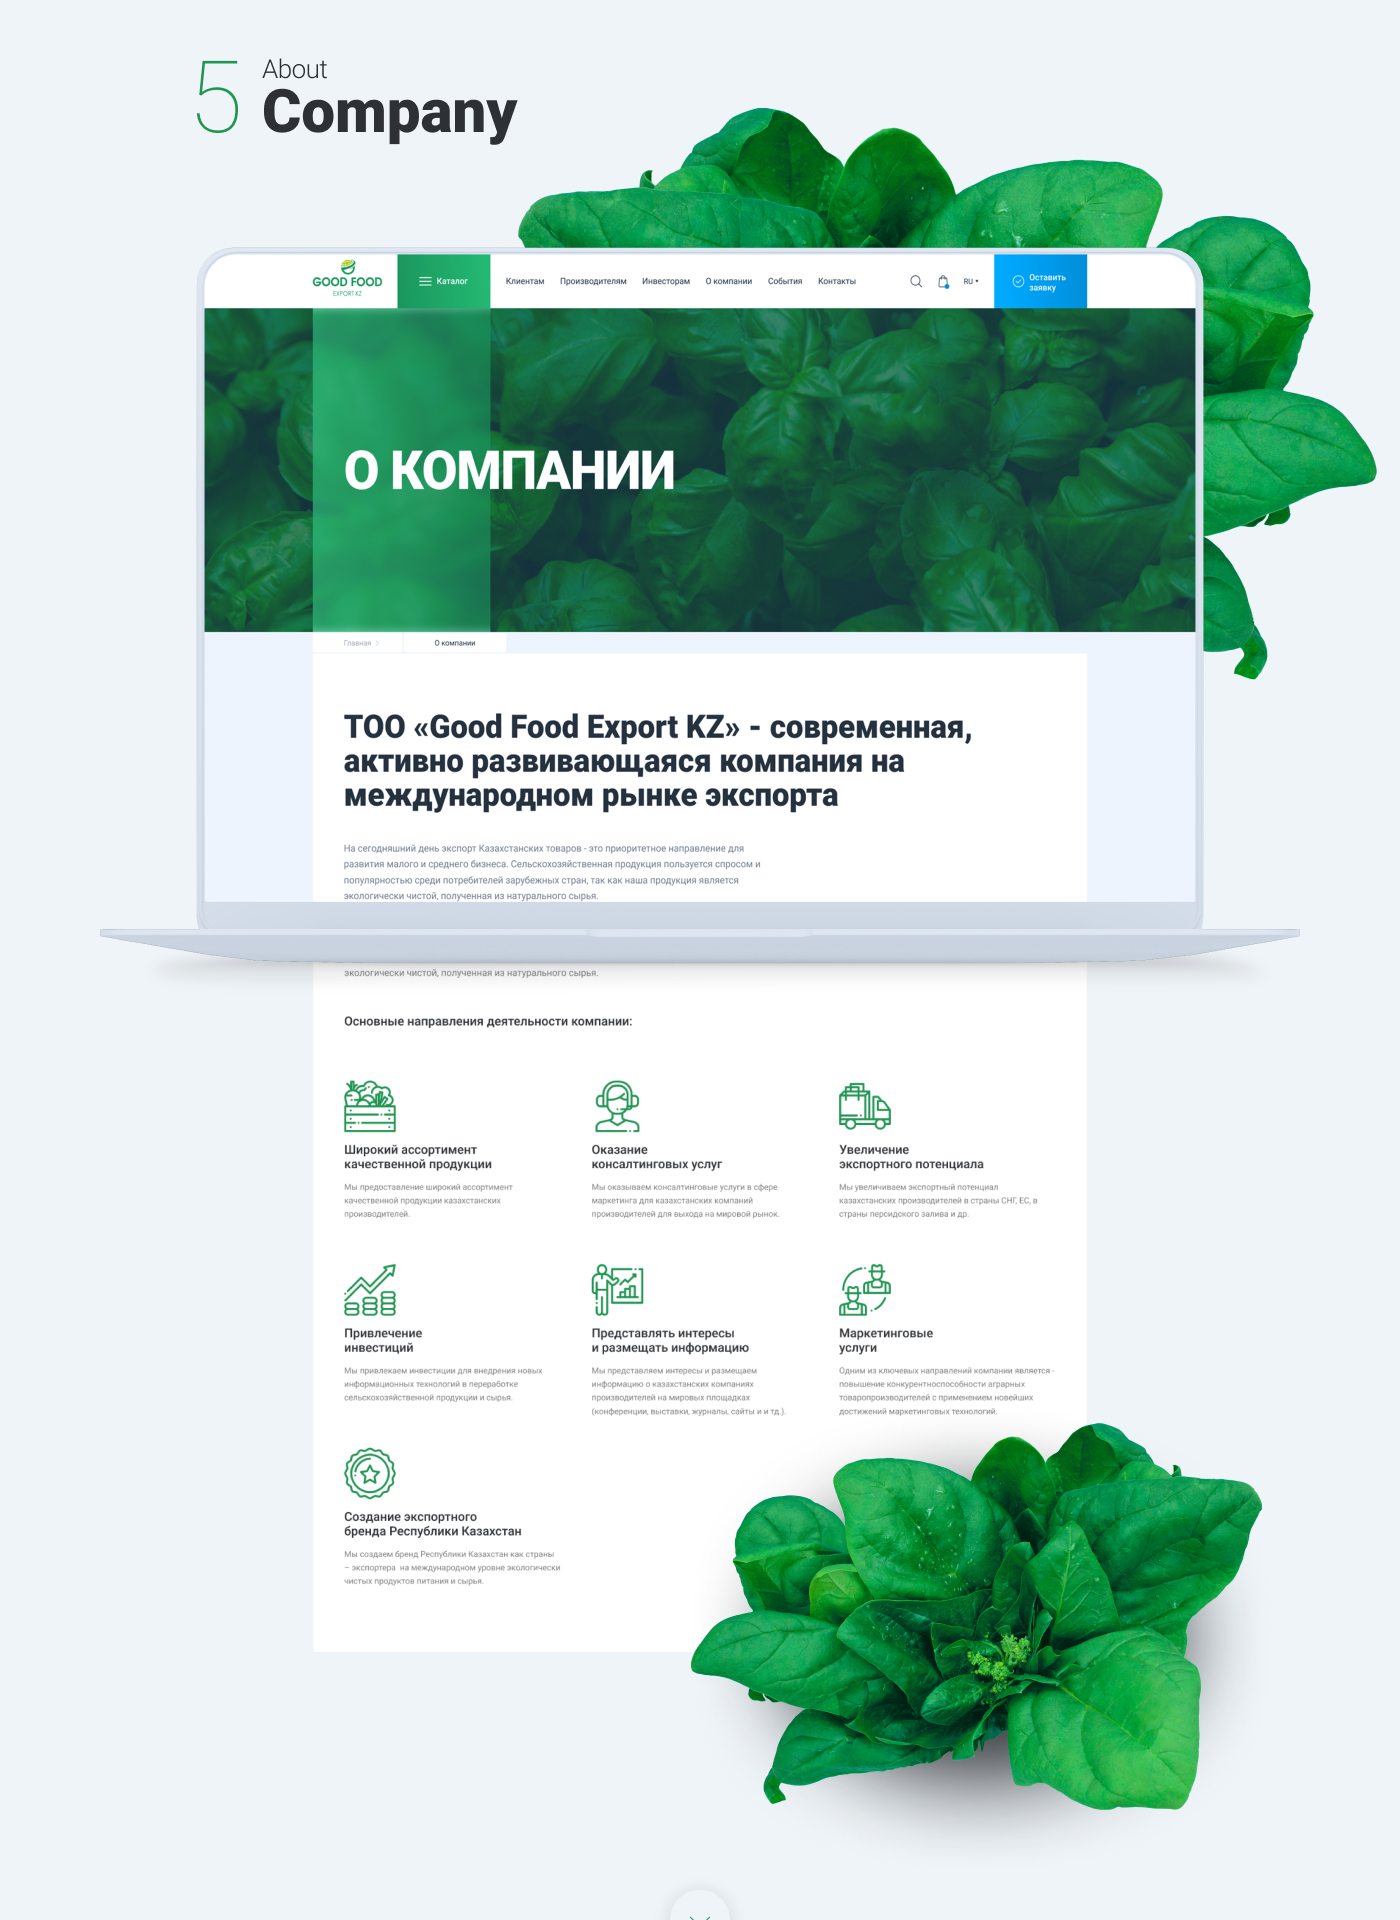 5
About
Company
GOOD FOOD
EXPORT KZ
Каталог
Клиентам
Производителям
Инвесторам
О компании
События
Контакты
RU
Оставить
заявку
О КОМПАНИИ
Главная
О компании
ТОО «Good Food Export KZ» - современная,
активно развивающаяся компания на
международном рынке экспорта
На сегодняшний день экспорт Казахстанских товаров - это приоритетное направление для
развития малого и среднего бизнеса. Сельскохозяйственная продукция пользуется спросом и
популярностью среди потребителей зарубежных стран, так как наша продукция является
экологически чистой, полученная из натурального сырья.
экологически чистой, полученная из натурального сырья.
Основные направления деятельности компании:
Широкий ассортимент
качественной продукции
Мы предоставление широкий ассортимент
качественной продукции казахстанских
производителей.
Оказание
консалтинговых услуг
Мы оказываем консалтинговые услуги в сфере
маркетинга для казахстанских компаний
производителей для выхода на мировой рынок.
Увеличение
экспортного потенциала
Мы увеличиваем экспортный потенциал
казахстанских производителей в страны СНГ, ЕС, в
страны персидского залива и др.
Привлечение
инвестиций
Мы привлекаем инвестиции для внедрения новых
информационных технологий в переработке
сельскохозяйственной продукции и сырья.
Представлять интересы
и размещать информацию
Мы представляем интересы и размещаем
информацию о казахстанских компаниях
производителей на мировых площадках
(конференции, выставки, журналы, сайты и и тд.).
Маркетинговые
услуги
Одним из ключевых направлений компании является -
повышение конкурентноспособности аграрных
товаропроизводителей с применением новейших
достижений маркетинговых технологий.
Создание экспортного
бренда Республики Казахстан
Мы создаем бренд Республики Казахстан как страны
– экспортера на международном уровне экологически
чистых продуктов питания и сырья.